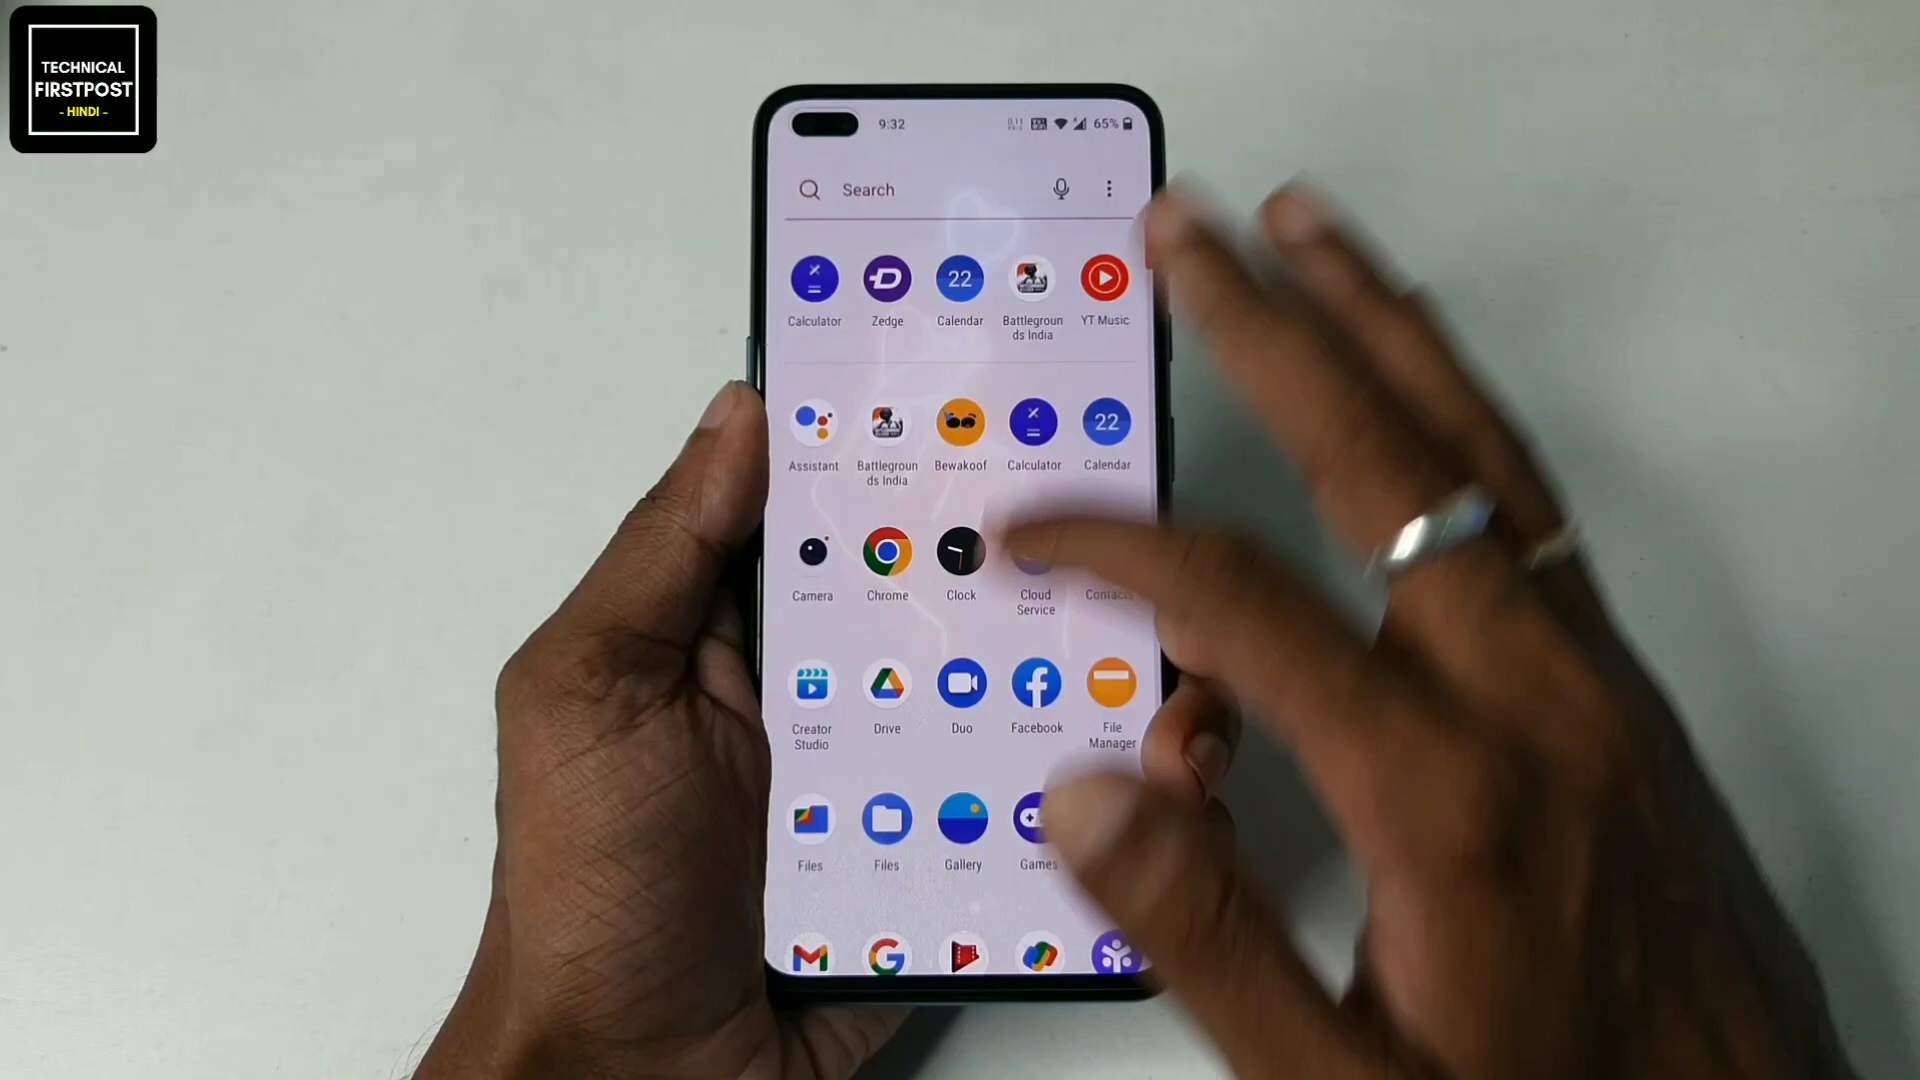 TECHNICAL
FIRSTPOST
- HINDI -
9:32
65%
Search
22
Calculator
Zedge
Calendar
Battlegroun
ds India
YT Music
22
Assistant
Battlegroun
ds India
Bewakoof
Calculator
Calendar
Camera
Chrome
Clock
Cloud
Service
Contacts
Creator
Studio
Drive
Duo
Facebook
File
Manager
Files
Files
Gallery
Games